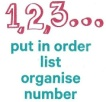 1,2,3...
put in order
list
organise
number